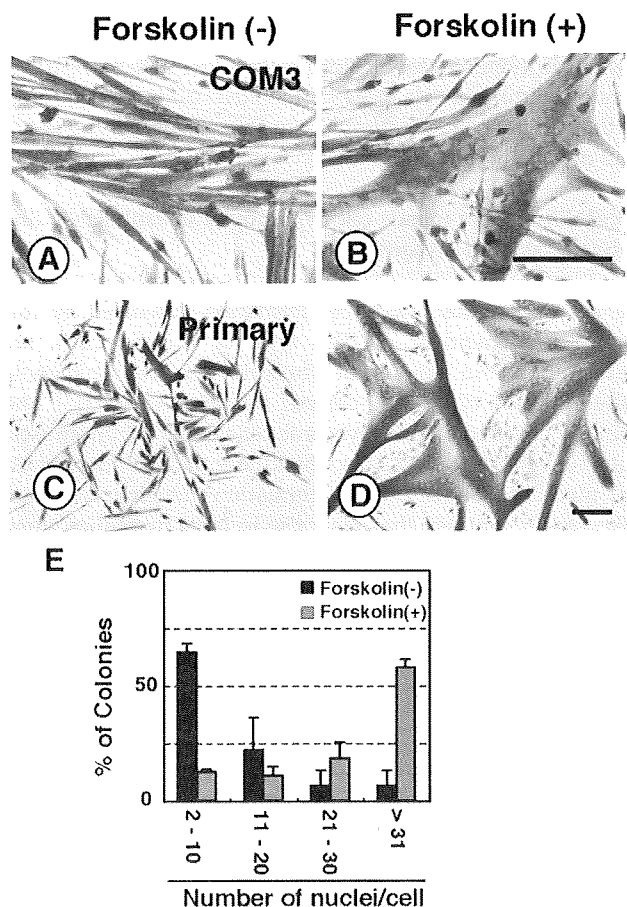 Forskolin (-)
Forskolin (+)
COM3
A
B
Primary
C
D
E
100
50
0
% of Colonies
Forskolin(-)
Forskolin(+)
2 - 10
11 - 20
21 - 30
> 31
Number of nuclei/cell